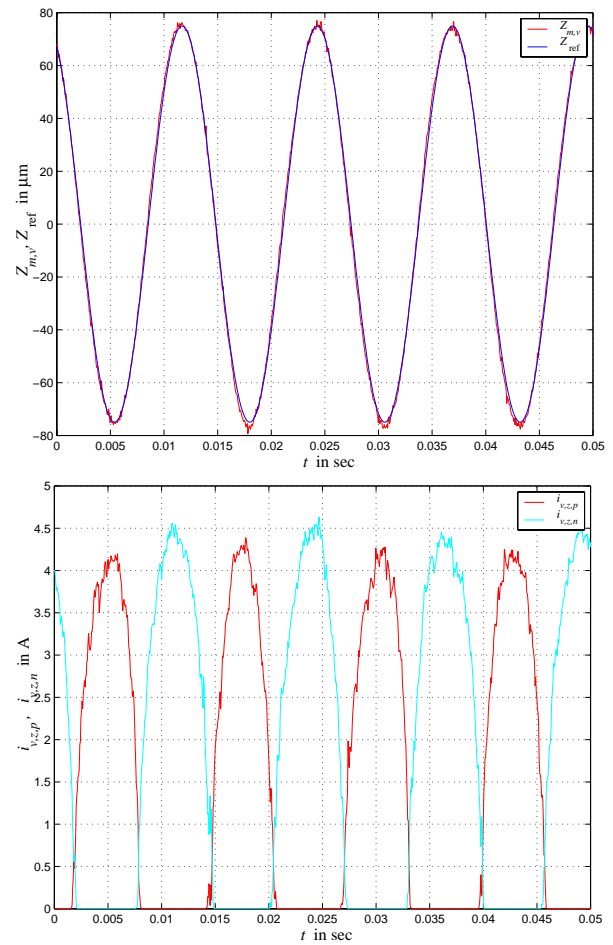 80
60
40
20
0
−20
−40
−60
−80
Z_{m,v}, Z_{ref} in μm
Z_{m,v}
Z_{ref}
0 0.005 0.01 0.015 0.02 0.025 0.03 0.035 0.04 0.045 0.05
t in sec
5
4.5
4
3.5
3
2.5
2
1.5
1
0.5
0
i_{v,z,p}, i_{v,z,n} in A
i_{v,z,p}
i_{v,z,n}
0 0.005 0.01 0.015 0.02 0.025 0.03 0.035 0.04 0.045 0.05
t in sec